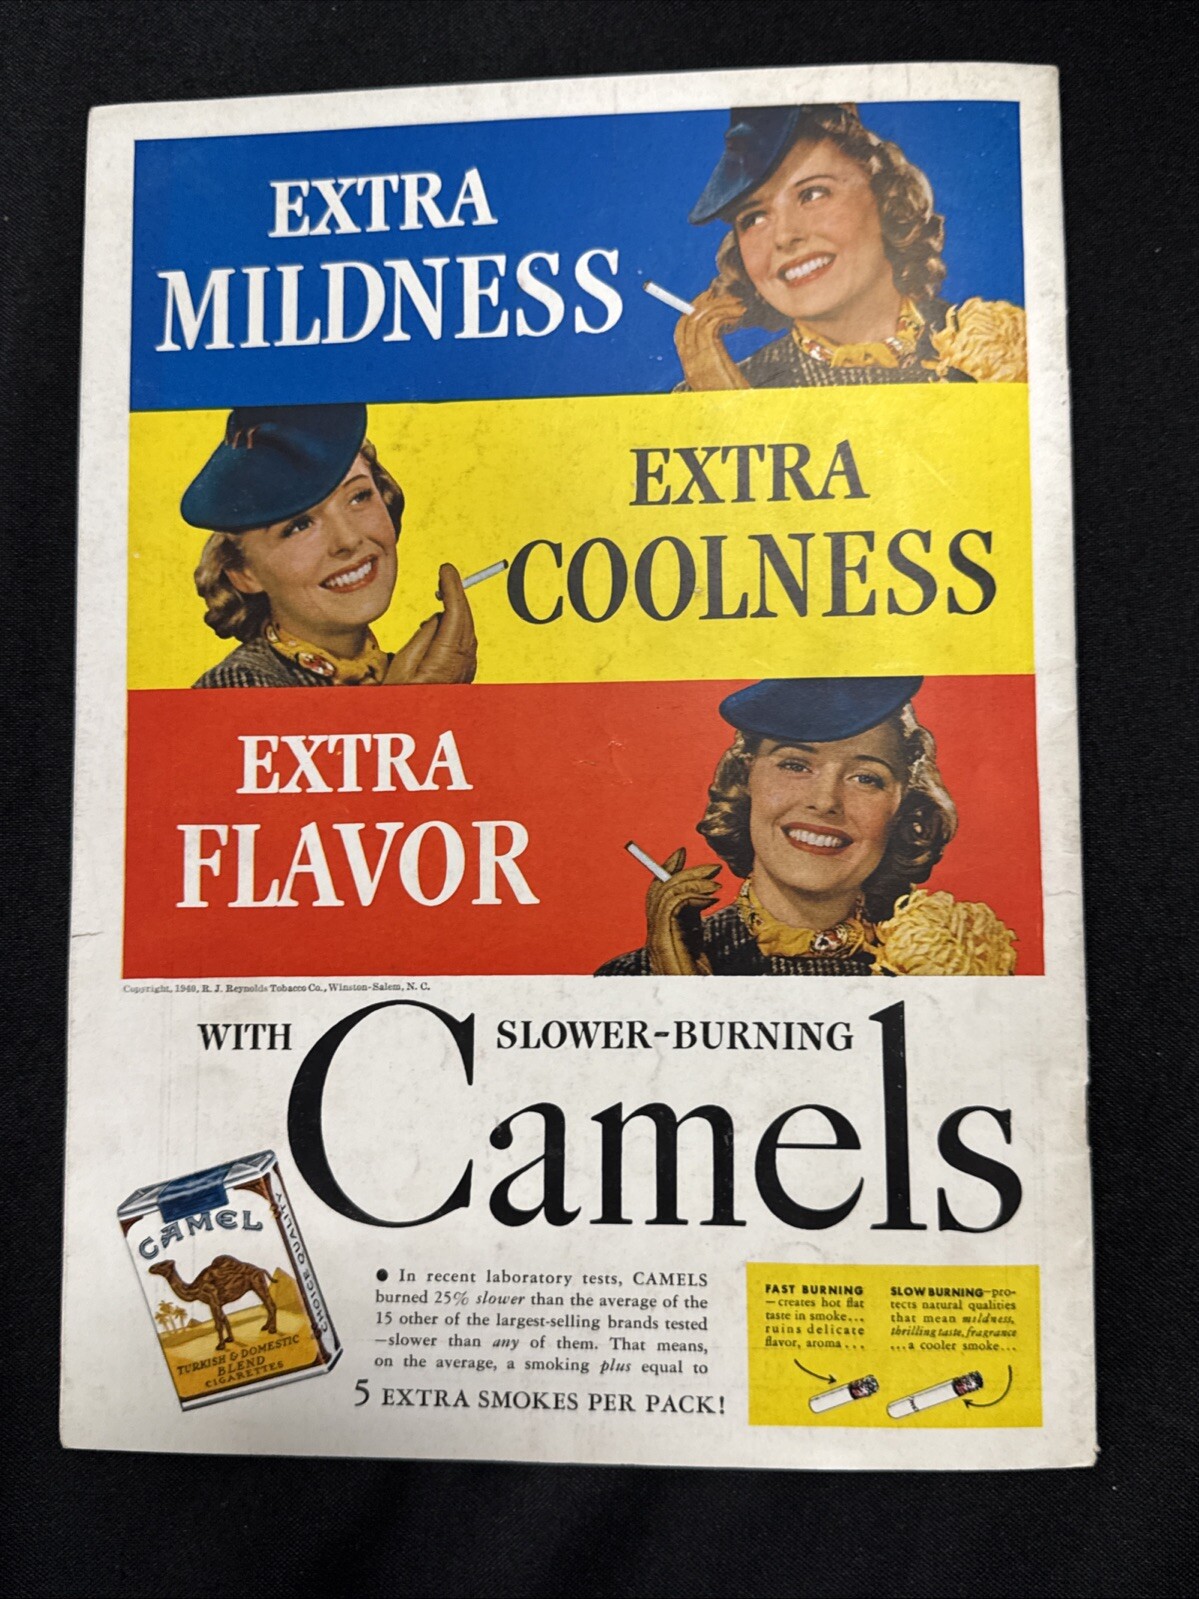 EXTRA
MILDNESS
EXTRA
COOLNESS
EXTRA
FLAVOR
Copyright, 1940, R. J. Reynolds Tobacco Co., Winston-Salem, N. C.
WITH SLOWER-BURNING
Camels
CAMEL
CHOICE QUALITY
TURKISH & DOMESTIC
BLEND
CIGARETTES
● In recent laboratory tests, CAMELS
burned 25% slower than the average of the
15 other of the largest-selling brands tested
—slower than any of them. That means,
on the average, a smoking plus equal to
5 EXTRA SMOKES PER PACK!
FAST BURNING
—creates hot flat
taste in smoke...
ruins delicate
flavor, aroma...
SLOW BURNING—pro-
tects natural qualities
that mean mildness,
thrilling taste, fragrance
...a cooler smoke...